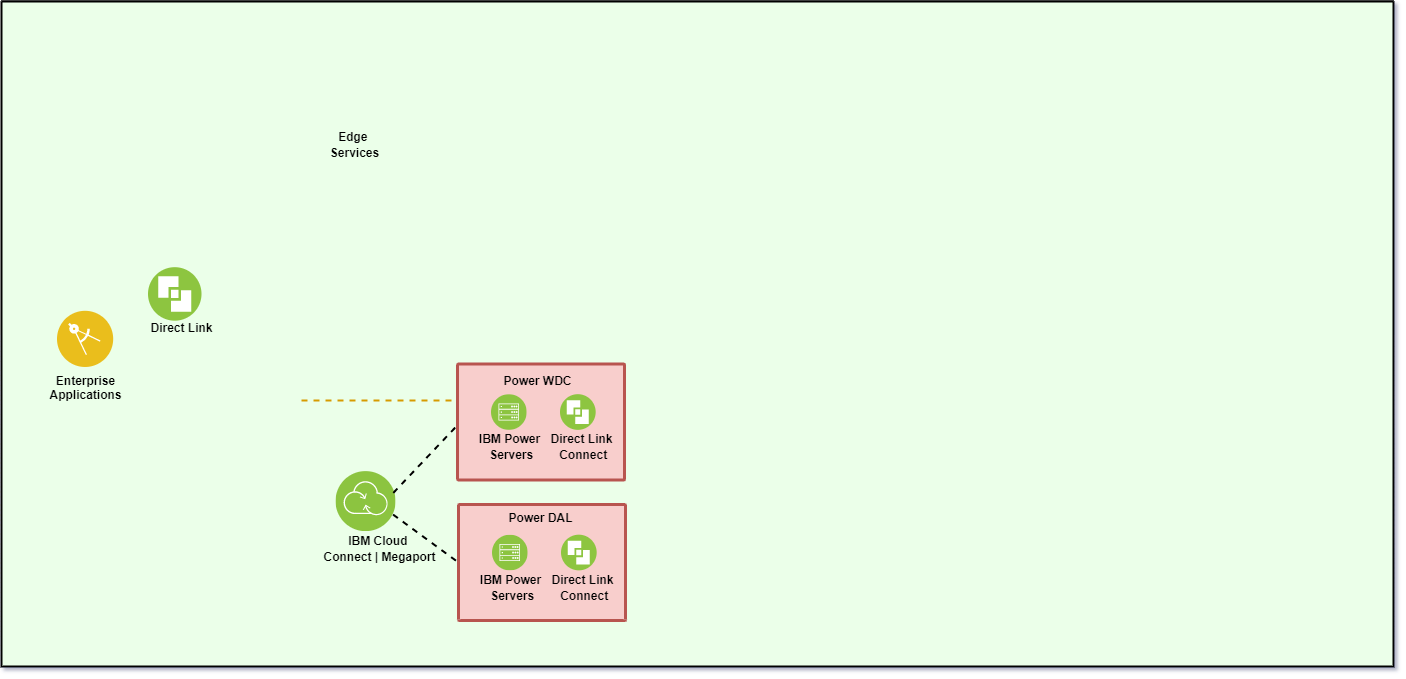 Edge
Services
Direct Link
Enterprise
Applications
Power WDC
IBM Power
Servers
Direct Link
Connect
IBM Cloud
Connect | Megaport
Power DAL
IBM Power
Servers
Direct Link
Connect